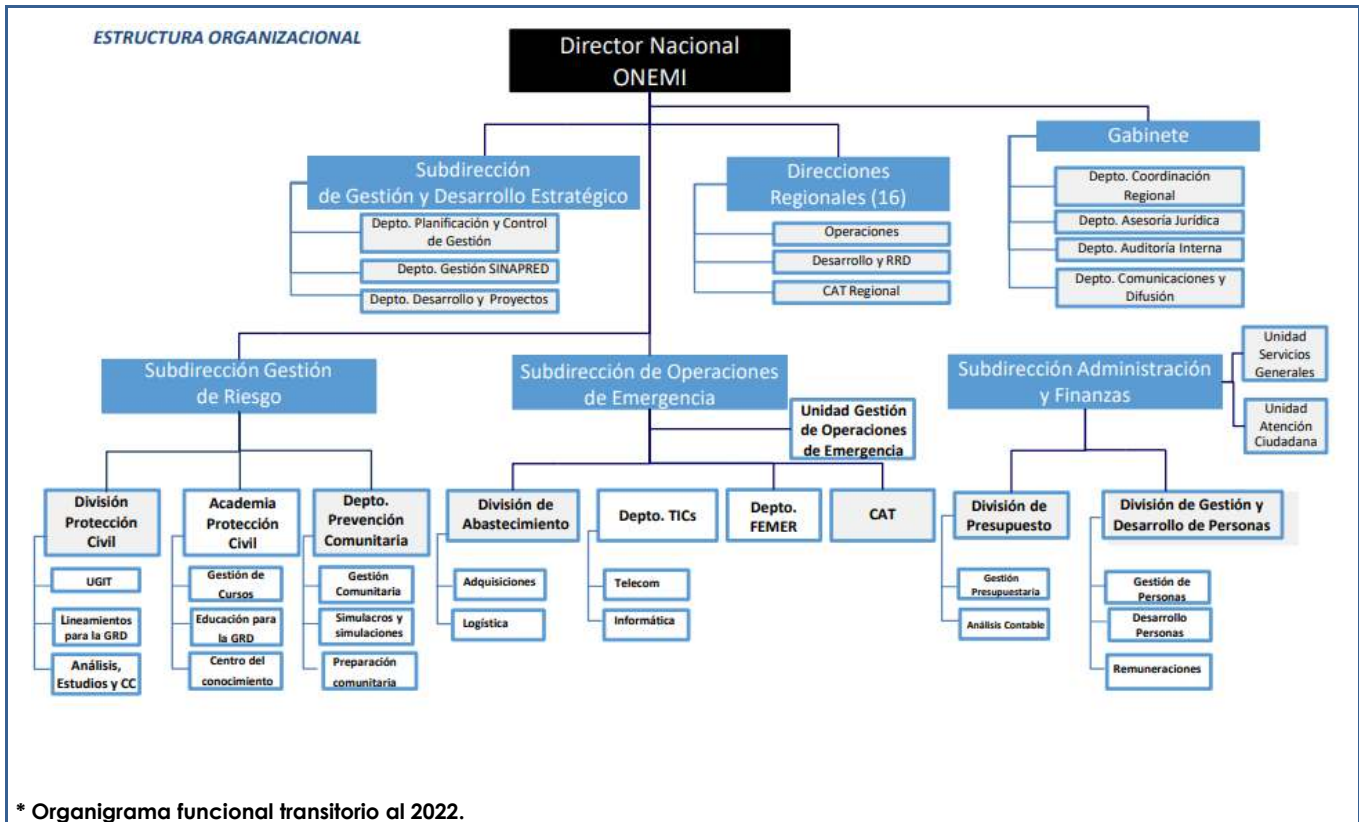 ESTRUCTURA ORGANIZACIONAL
Director Nacional
ONEMI
Gabinete
Depto. Coordinación
Regional
Depto. Asesoría Jurídica
Depto. Auditoría Interna
Depto. Comunicaciones y
Difusión
Subdirección
de Gestión y Desarrollo Estratégico
Depto. Planificación y Control
de Gestión
Depto. Gestión SINAPRED
Depto. Desarrollo y Proyectos
Direcciones
Regionales (16)
Operaciones
Desarrollo y RRD
CAT Regional
Subdirección Gestión
de Riesgo
Subdirección de Operaciones
de Emergencia
Unidad Gestión
de Operaciones
de Emergencia
Subdirección Administración
y Finanzas
Unidad
Servicios
Generales
Unidad
Atención
Ciudadana
División
Protección
Civil
UGIT
Lineamientos
para la GRD
Análisis,
Estudios y CC
Academia
Protección
Civil
Gestión de
Cursos
Educación para
la GRD
Centro del
conocimiento
Depto.
Prevención
Comunitaria
Gestión
Comunitaria
Simulacros y
simulaciones
Preparación
comunitaria
División de
Abastecimiento
Adquisiciones
Logística
Depto. TICs
Telecom
Informática
Depto.
FEMER
CAT
División de
Presupuesto
Gestión
Presupuestaria
Análisis Contable
División de Gestión y
Desarrollo de Personas
Gestión de
Personas
Desarrollo
Personas
Remuneraciones
* Organigrama funcional transitorio al 2022.